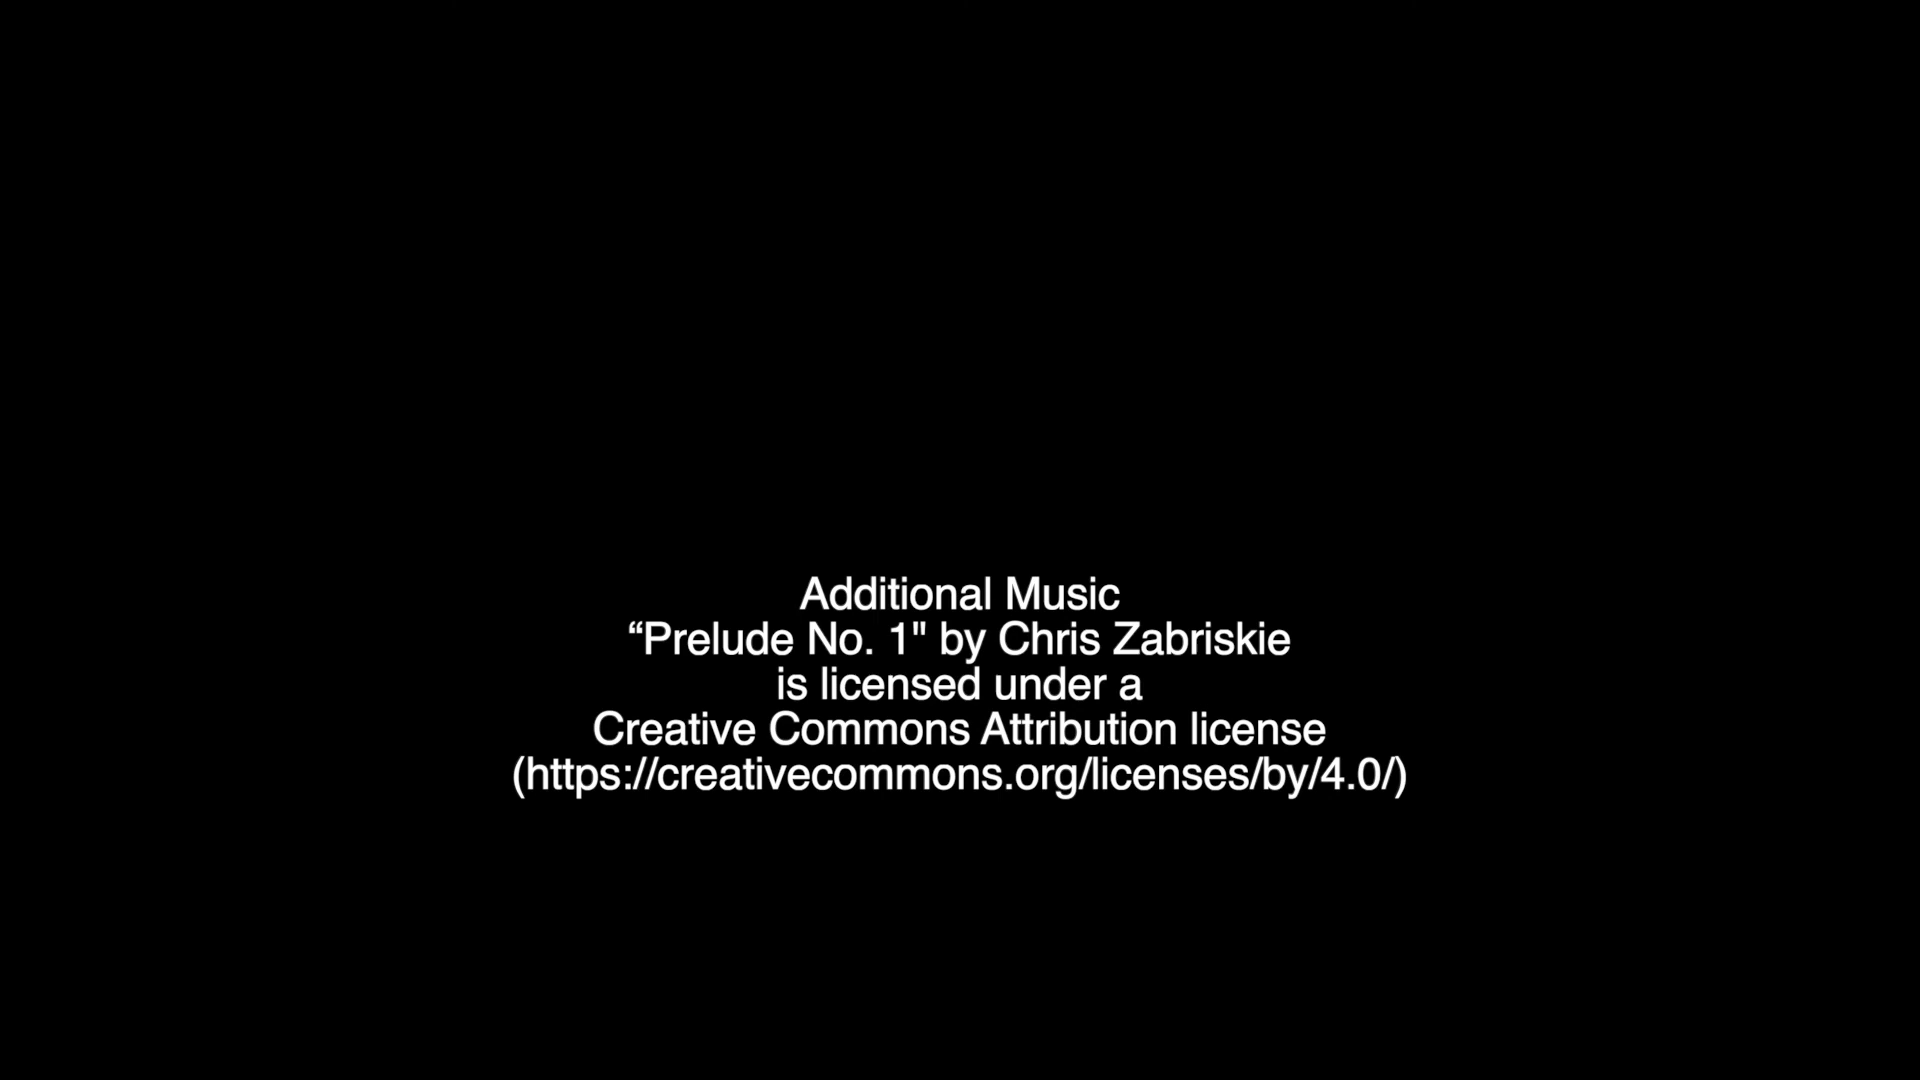 Additional Music
“Prelude No. 1" by Chris Zabriskie
is licensed under a
Creative Commons Attribution license
(https://creativecommons.org/licenses/by/4.0/)